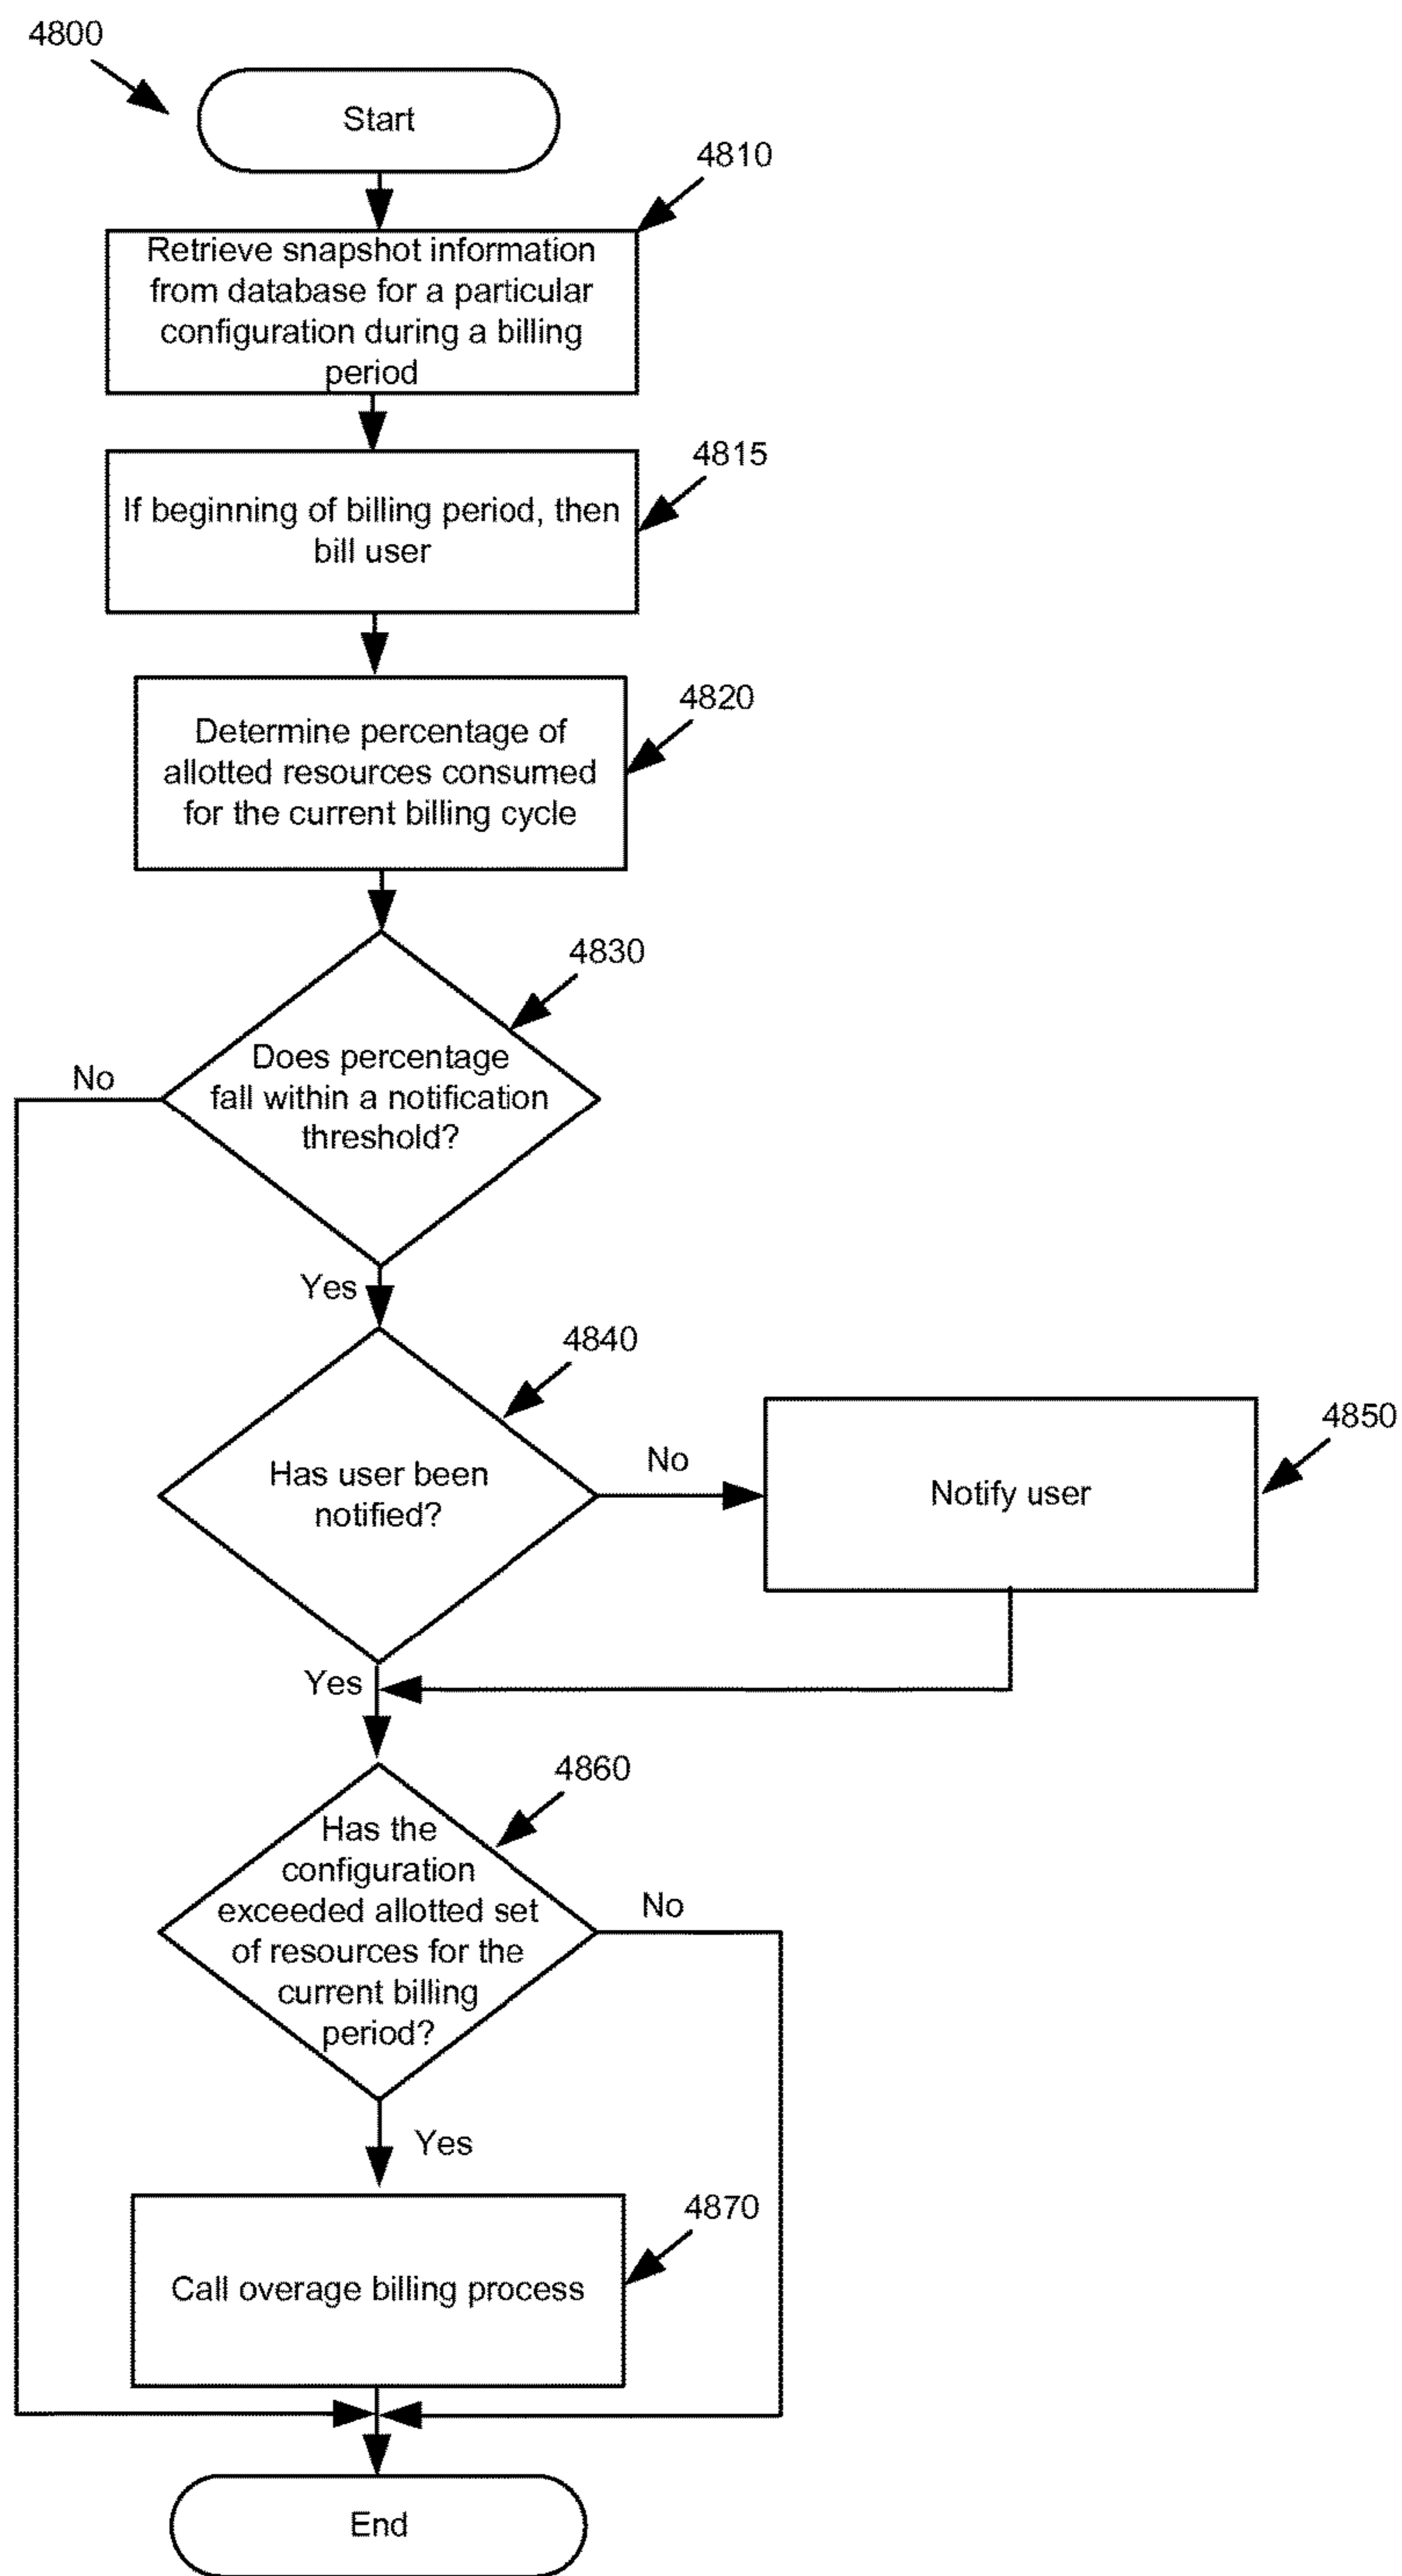 4800
Start
4810
Retrieve snapshot information
from database for a particular
configuration during a billing
period
4815
If beginning of billing period, then
bill user
4820
Determine percentage of
allotted resources consumed
for the current billing cycle
4830
Does percentage
fall within a notification
threshold?
No
Yes
4840
Has user been
notified?
No
4850
Notify user
Yes
4860
Has the
configuration
exceeded allotted set
of resources for the
current billing
period?
No
Yes
4870
Call overage billing process
End